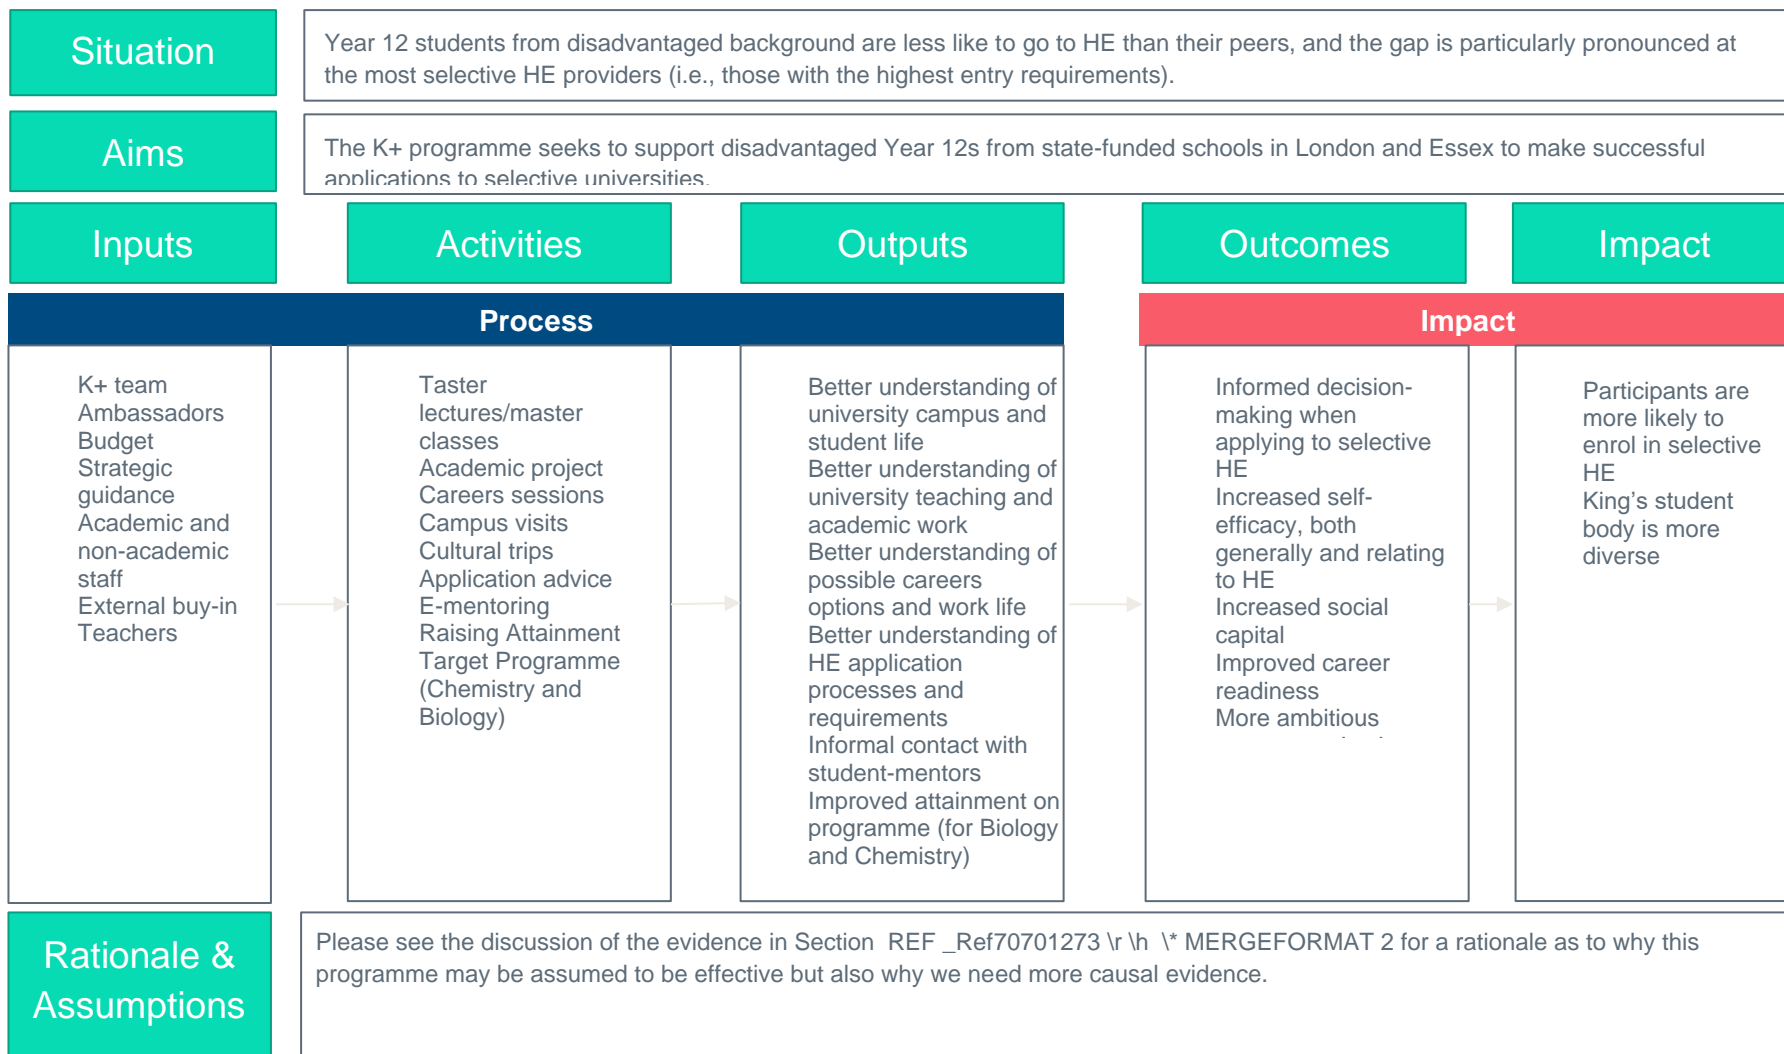 Situation
Year 12 students from disadvantaged background are less like to go to HE than their peers, and the gap is particularly pronounced at
the most selective HE providers (i.e., those with the highest entry requirements).
Aims
The K+ programme seeks to support disadvantaged Year 12s from state-funded schools in London and Essex to make successful
applications to selective universities.
Inputs
Activities
Outputs
Outcomes
Impact
Process
Impact
K+ team
Ambassadors
Budget
Strategic
guidance
Academic and
non-academic
staff
External buy-in
Teachers
Taster
lectures/master
classes
Academic project
Careers sessions
Campus visits
Cultural trips
Application advice
E-mentoring
Raising Attainment
Target Programme
(Chemistry and
Biology)
Better understanding of
university campus and
student life
Better understanding of
university teaching and
academic work
Better understanding of
possible careers
options and work life
Better understanding of
HE application
processes and
requirements
Informal contact with
student-mentors
Improved attainment on
programme (for Biology
and Chemistry)
Informed decision-
making when
applying to selective
HE
Increased self-
efficacy, both
generally and relating
to HE
Increased social
capital
Improved career
readiness
More ambitious
Participants are
more likely to
enrol in selective
HE
King's student
body is more
diverse
Rationale &
Assumptions
Please see the discussion of the evidence in Section  REF _Ref70701273 \r \h  \* MERGEFORMAT 2 for a rationale as to why this
programme may be assumed to be effective but also why we need more causal evidence.